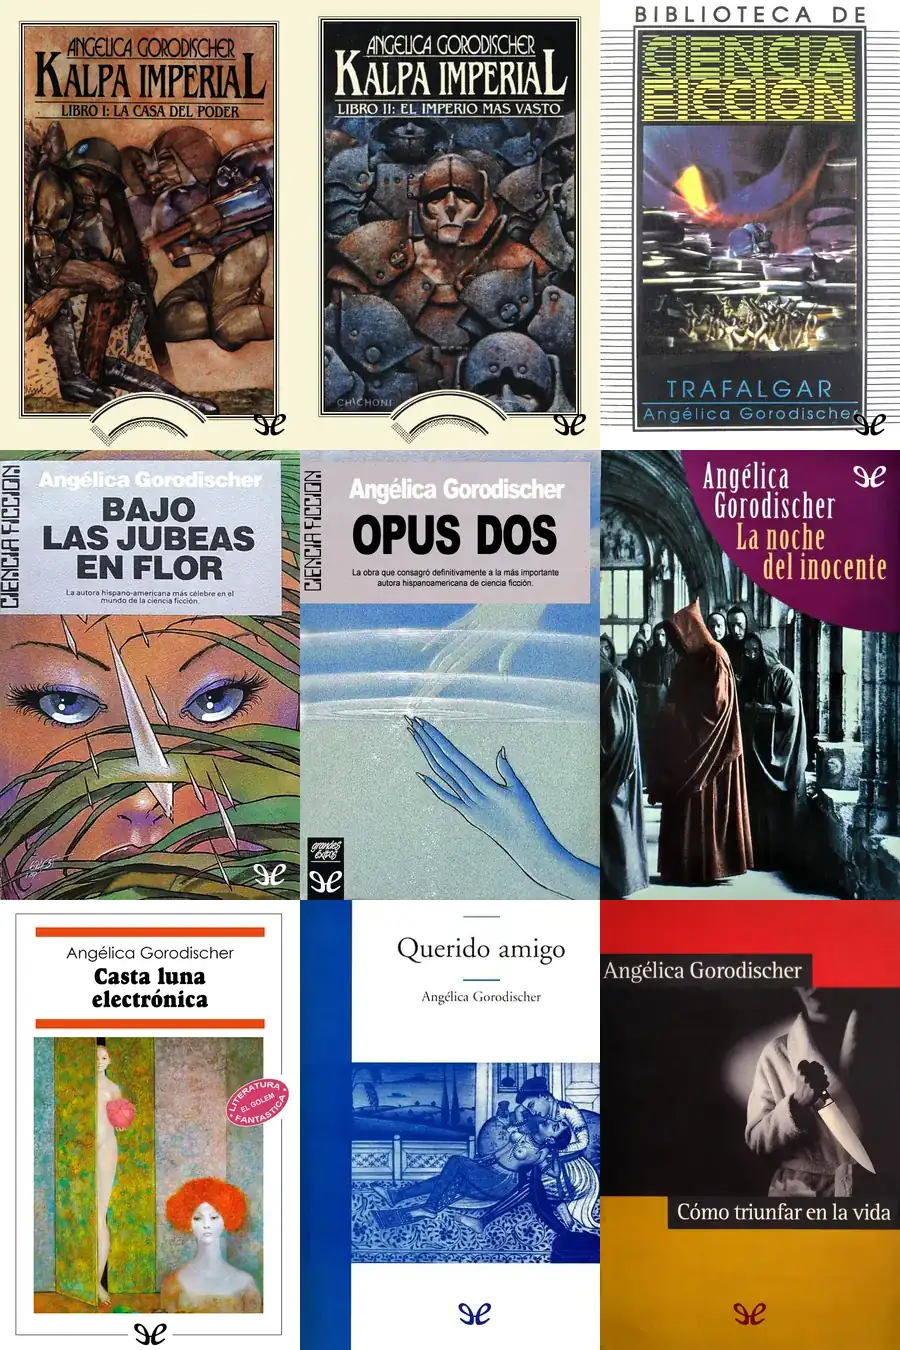 ANGÉLICA GORODISCHER
KALPA IMPERIAL
LIBRO I: LA CASA DEL PODER
ANGÉLICA GORODISCHER
KALPA IMPERIAL
LIBRO II: EL IMPERIO MAS VASTO
CHICHONI
BIBLIOTECA DE
CIENCIA
FICCION
TRAFALGAR
Angélica Gorodischer
CIENCIA FICCION
Angélica Gorodischer
BAJO
LAS JUBEAS
EN FLOR
La autora hispano-americana más célebre en el
mundo de la ciencia ficción.
CIENCIA FICCION
Angélica Gorodischer
OPUS DOS
La obra que consagró definitivamente a la más importante
autora hispanoamericana de ciencia ficción.
grandes
éxitos
Angélica
Gorodischer
La noche
del inocente
Angélica Gorodischer
Casta luna
electrónica
LITERATURA
EL GOLEM
FANTASTICA
Querido amigo
Angélica Gorodischer
Angélica Gorodischer
Cómo triunfar en la vida